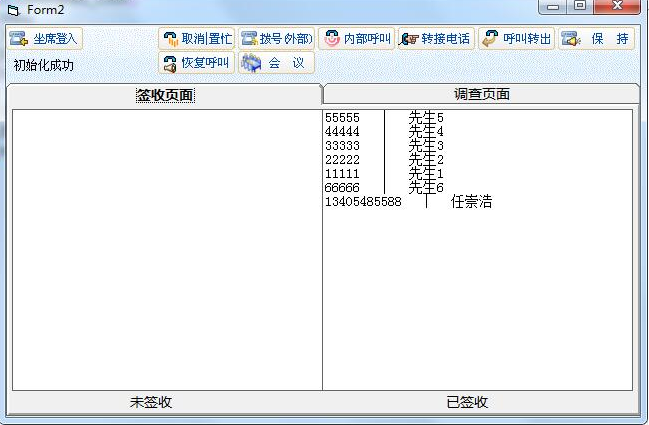 Form2
坐席登入 取消|置忙 拨号(外部) 内部呼叫 转接电话 呼叫转出 保 持
初始化成功 恢复呼叫 会 议
签收页面 调查页面
55555 | 先生5
44444 | 先生4
33333 | 先生3
22222 | 先生2
11111 | 先生1
66666 | 先生6
13405485588 | 任崇浩
未签收 已签收